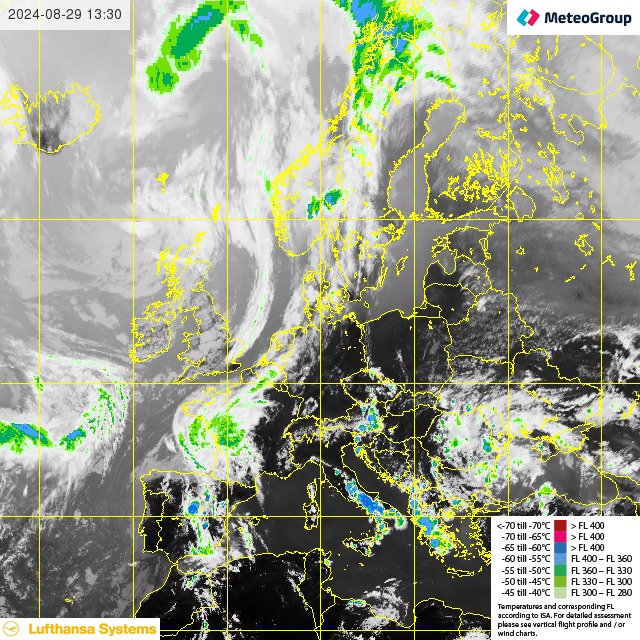 2024-08-29 13:30
MeteoGroup
<-70 till -70°C > FL 400
-70 till -65°C > FL 400
-65 till -60°C > FL 400
-60 till -55°C FL 400 – FL 360
-55 till -50°C FL 360 – FL 330
-50 till -45°C FL 330 – FL 300
-45 till -40°C FL 300 – FL 280
Temperatures and corresponding FL
according to ISA. For detailed assessment
please see vertical flight profile and / or
wind charts.
Lufthansa Systems